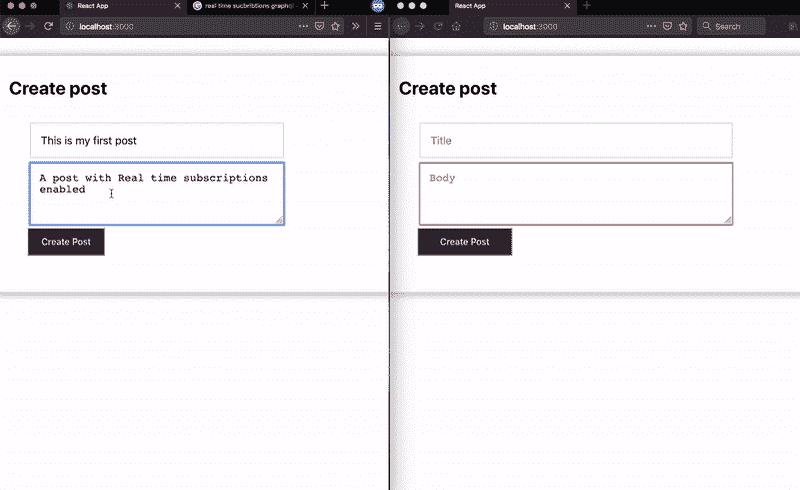 React App
real time sucbribtions graphql -
React App
localhost:3000
localhost:3000
Search
Create post
Create post
This is my first post
Title
A post with Real time subscriptions
enabled
Body
Create Post
Create Post